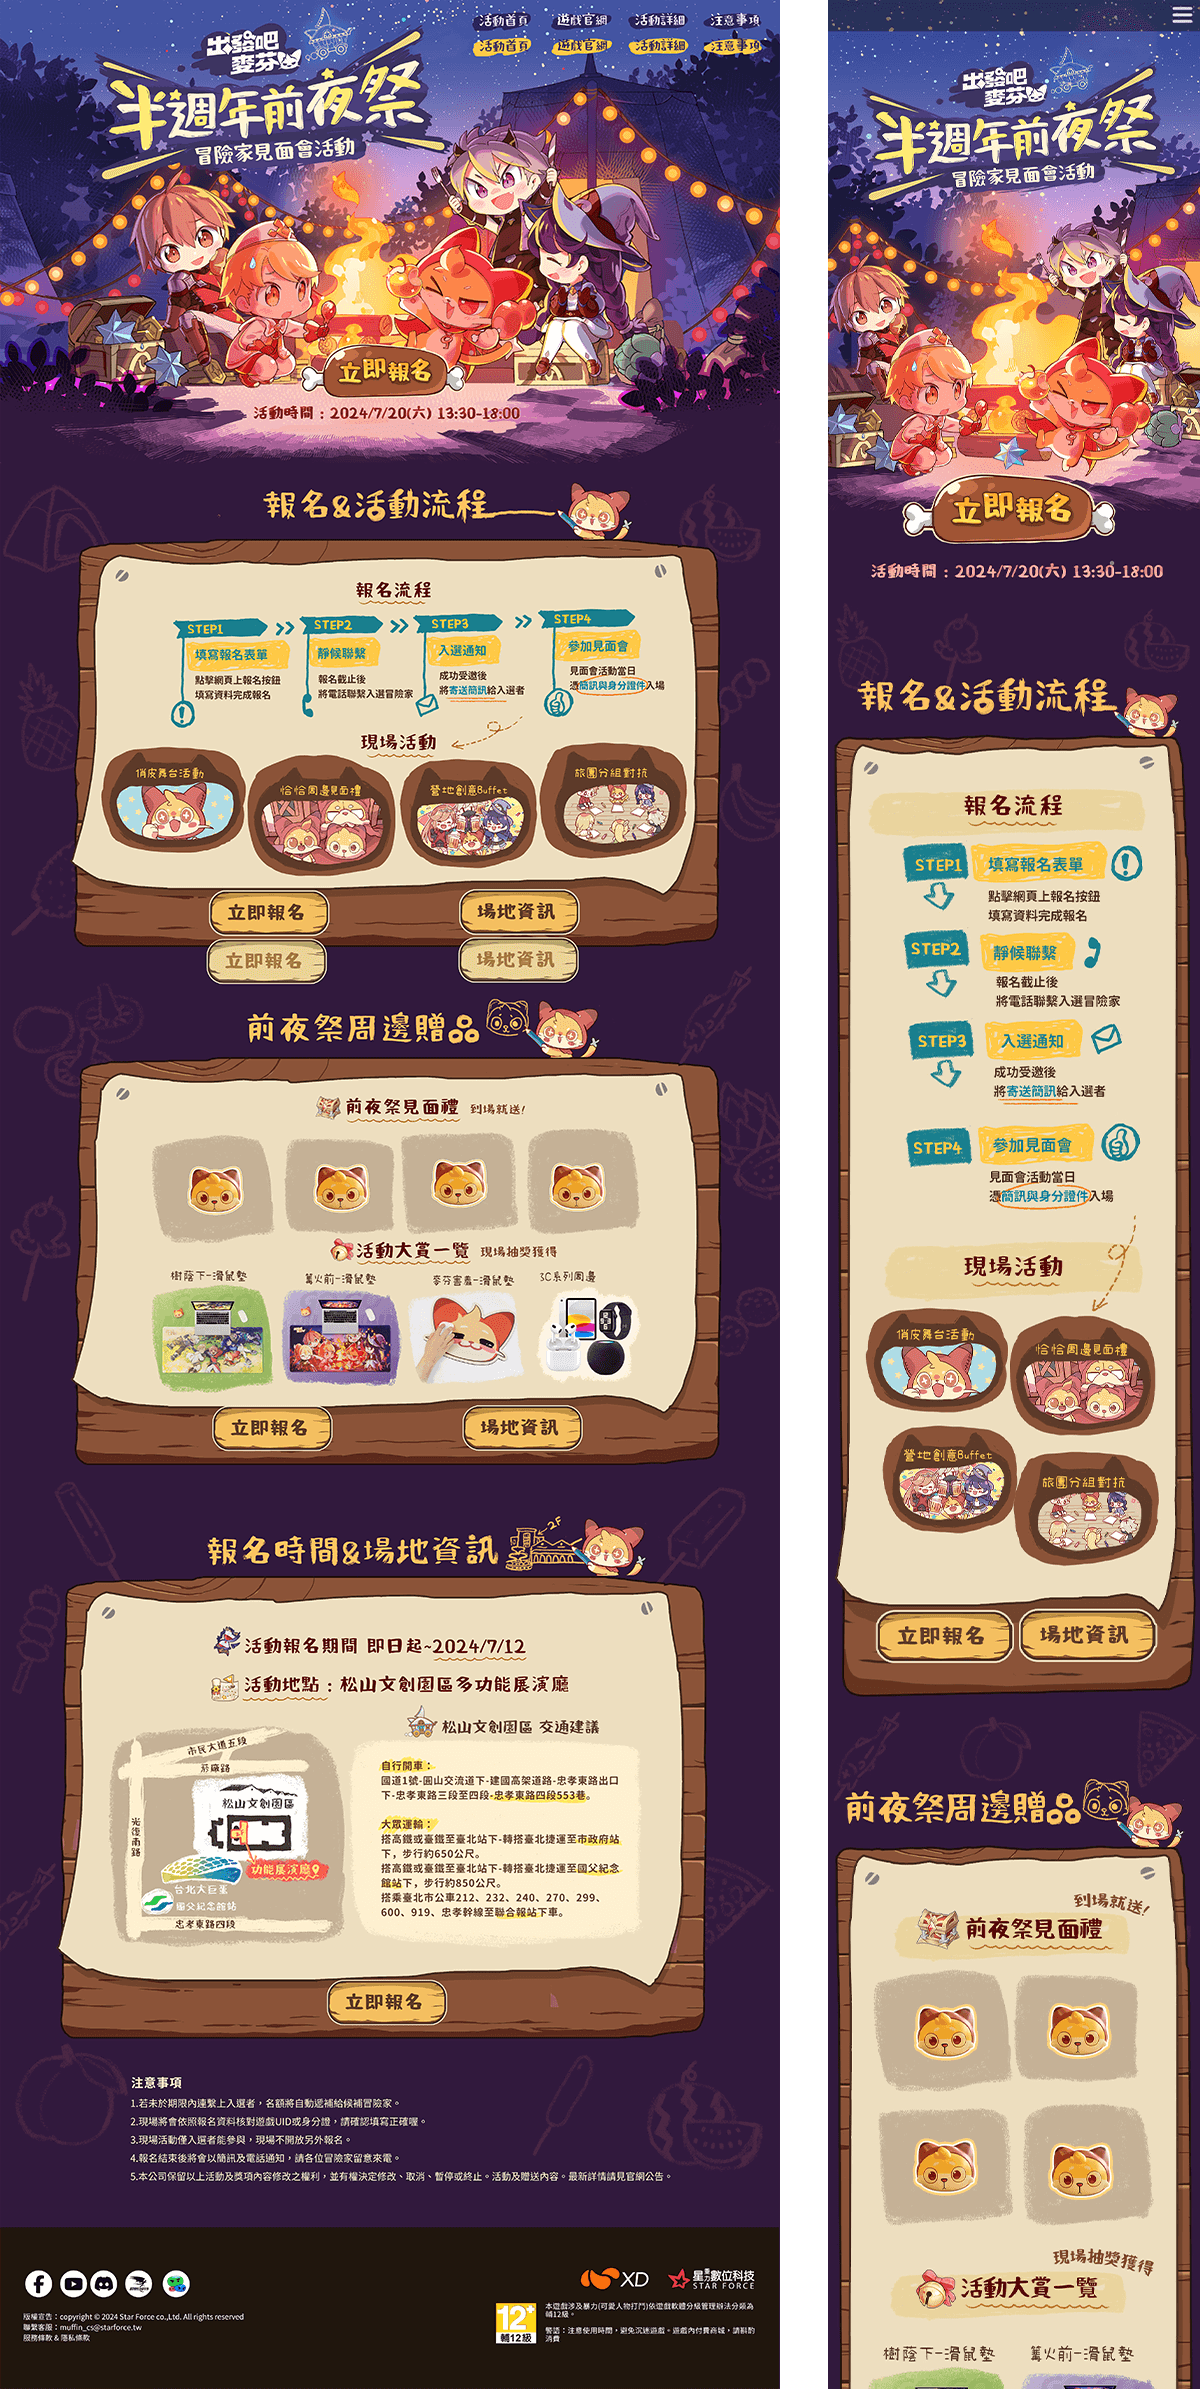 活動首頁 遊戲官網 活動詳細 注意事項
活動首頁 遊戲官網 活動詳細 注意事項
出發吧
麥芬
半週年前夜祭
冒險家見面會活動
立即報名
活動時間：2024/7/20(六) 13:30-18:00
報名&活動流程
報名流程
STEP1
填寫報名表單
點擊網頁上報名按鈕
填寫資料完成報名
STEP2
靜候聯繫
報名截止後
將電話聯繫入選冒險家
STEP3
入選通知
成功受邀後
將寄送簡訊給入選者
STEP4
參加見面會
見面會活動當日
憑簡訊與身分證件入場
現場活動
俏皮舞台活動
恰恰周邊見面禮
營地創意Buffet
旅團分組對抗
立即報名
場地資訊
立即報名
場地資訊
前夜祭周邊贈品
前夜祭見面禮 到場就送!
活動大賞一覽 現場抽獎獲得
樹蔭下-滑鼠墊
篝火前-滑鼠墊
麥芬害羞-滑鼠墊
3C系列周邊
立即報名
場地資訊
報名時間&場地資訊
2F
活動報名期間 即日起~2024/7/12
活動地點：松山文創園區多功能展演廳
松山文創園區 交通建議
市民大道五段
菸廠路
光復南路
松山文創園區
功能展演廳
台北大巨蛋
國父紀念館站
忠孝東路四段
自行開車：
國道1號-圓山交流道下-建國高架道路-忠孝東路出口
下-忠孝東路三段至四段-忠孝東路四段553巷。
大眾運輸：
搭高鐵或臺鐵至臺北站下-轉搭臺北捷運至市政府站
下，步行約650公尺。
搭高鐵或臺鐵至臺北站下-轉搭臺北捷運至國父紀念
館站下，步行約850公尺。
搭乘臺北市公車212、232、240、270、299、
600、919、忠孝幹線至聯合報站下車。
立即報名
注意事項
1.若未於期限內連繫上入選者，名額將自動遞補給候補冒險家。
2.現場將會依照報名資料核對遊戲UID或身分證，請確認填寫正確喔。
3.現場活動僅入選者能參與，現場不開放另外報名。
4.報名結束後將會以簡訊及電話通知，請各位冒險家留意來電。
5.本公司保留以上活動及獎項內容修改之權利，並有權決定修改、取消、暫停或終止。活動及贈送內容。最新詳情請見官網公告。
XD
星力數位科技
STAR FORCE
版權宣告：copyright © 2024 Star Force co.,Ltd. All rights reserved
聯繫客服：muffin_cs@starforce.tw
服務條款 & 隱私條款
12+
輔12級
本遊戲涉及暴力(可愛人物打鬥)依遊戲軟體分級管理辦法分類為
輔12級。
警語：注意使用時間，避免沉迷遊戲。遊戲內付費商城，請斟酌
消費
出發吧
麥芬
半週年前夜祭
冒險家見面會活動
立即報名
活動時間：2024/7/20(六) 13:30-18:00
報名&活動流程
報名流程
STEP1
填寫報名表單
點擊網頁上報名按鈕
填寫資料完成報名
STEP2
靜候聯繫
報名截止後
將電話聯繫入選冒險家
STEP3
入選通知
成功受邀後
將寄送簡訊給入選者
STEP4
參加見面會
見面會活動當日
憑簡訊與身分證件入場
現場活動
俏皮舞台活動
恰恰周邊見面禮
營地創意Buffet
旅團分組對抗
立即報名
場地資訊
前夜祭周邊贈品
到場就送!
前夜祭見面禮
現場抽獎獲得
活動大賞一覽
樹蔭下-滑鼠墊
篝火前-滑鼠墊